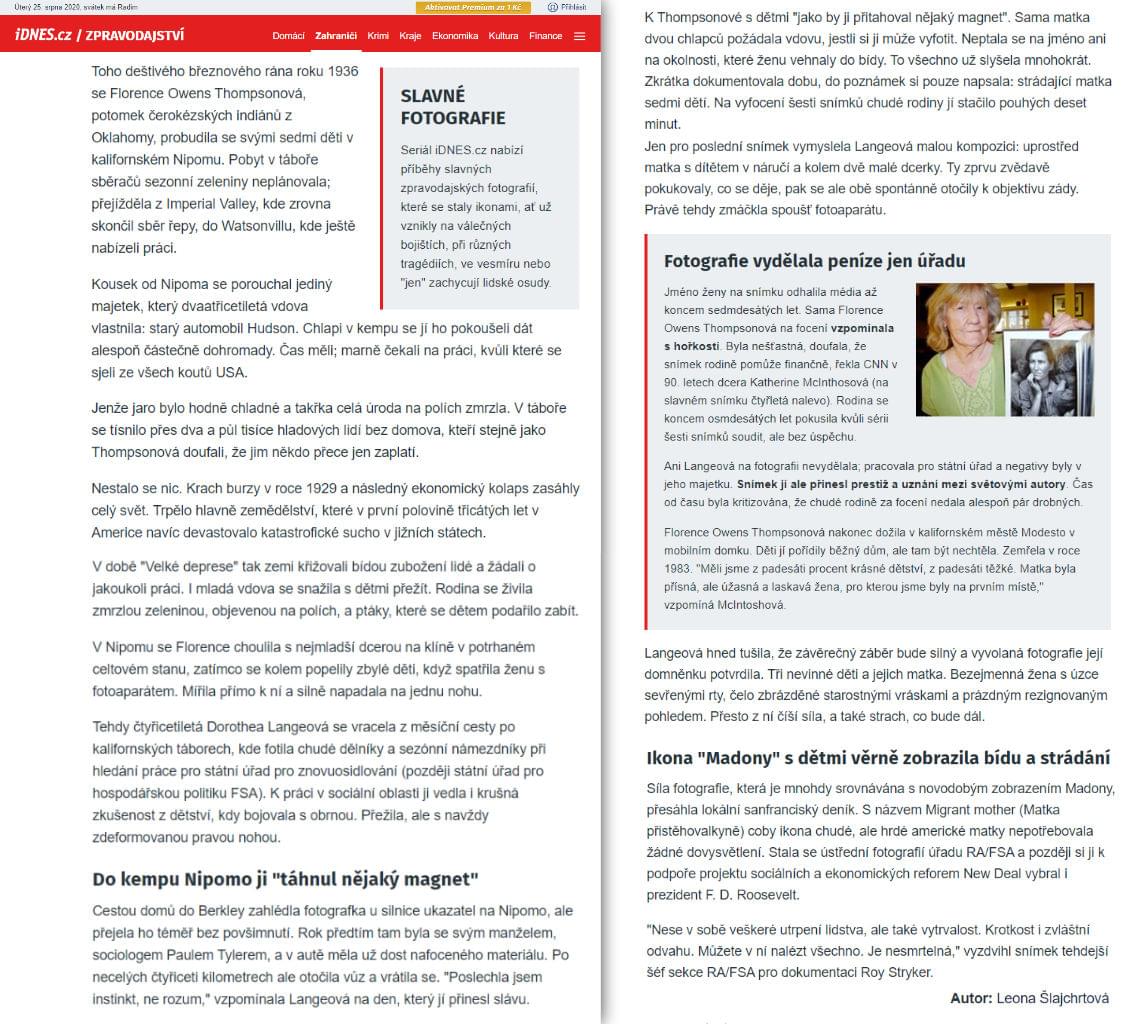 Úterý 25. srpna 2020, svátek má Radim
Aktivovat Premium za 1 Kč
Přihlásit
iDNES.cz / ZPRAVODAJSTVÍ
Domácí Zahraničí Krimi Kraje Ekonomika Kultura Finance
Toho deštivého březnového rána roku 1936
se Florence Owens Thompsonová,
potomek čerokézských indiánů z
Oklahomy, probudila se svými sedmi děti v
kalifornském Nipomu. Pobyt v táboře
sběračů sezonní zeleniny neplánovala;
přejížděla z Imperial Valley, kde zrovna
skončil sběr řepy, do Watsonvillu, kde ještě
nabízeli práci.
SLAVNÉ
FOTOGRAFIE
Seriál iDNES.cz nabízí
příběhy slavných
zpravodajských fotografií,
které se staly ikonami, ať už
vznikly na válečných
bojištích, při různých
tragédiích, ve vesmíru nebo
"jen" zachycují lidské osudy.
Kousek od Nipoma se porouchal jediný
majetek, který dvaatřicetiletá vdova
vlastnila: starý automobil Hudson. Chlapi v kempu se jí ho pokoušeli dát
alespoň částečně dohromady. Čas měli; marně čekali na práci, kvůli které se
sjeli ze všech koutů USA.
Jenže jaro bylo hodně chladné a takřka celá úroda na polích zmrzla. V táboře
se tísnilo přes dva a půl tisíce hladových lidí bez domova, kteří stejně jako
Thompsonová doufali, že jim někdo přece jen zaplatí.
Nestalo se nic. Krach burzy v roce 1929 a následný ekonomický kolaps zasáhly
celý svět. Trpělo hlavně zemědělství, které v první polovině třicátých let v
Americe navíc devastovalo katastrofické sucho v jižních státech.
V době "Velké deprese" tak zemi křižovali bídou zubožení lidé a žádali o
jakoukoli práci. I mladá vdova se snažila s dětmi přežít. Rodina se živila
zmrzlou zeleninou, objevenou na polích, a ptáky, které se dětem podařilo zabít.
V Nipomu se Florence choulila s nejmladší dcerou na klíně v potrhaném
celtovém stanu, zatímco se kolem popelily zbylé děti, když spatřila ženu s
fotoaparátem. Mířila přímo k ní a silně napadala na jednu nohu.
Tehdy čtyřicetiletá Dorothea Langeová se vracela z měsíční cesty po
kalifornských táborech, kde fotila chudé dělníky a sezónní námezdníky při
hledání práce pro státní úřad pro znovuosidlování (později státní úřad pro
hospodářskou politiku FSA). K práci v sociální oblasti ji vedla i krušná
zkušenost z dětství, kdy bojovala s obrnou. Přežila, ale s navždy
zdeformovanou pravou nohou.
Do kempu Nipomo ji "táhnul nějaký magnet"
Cestou domů do Berkley zahlédla fotografka u silnice ukazatel na Nipomo, ale
přejela ho téměř bez povšimnutí. Rok předtím tam byla se svým manželem,
sociologem Paulem Tylerem, a v autě měla už dost nafoceného materiálu. Po
necelých čtyřiceti kilometrech ale otočila vůz a vrátila se. "Poslechla jsem
instinkt, ne rozum," vzpomínala Langeová na den, který jí přinesl slávu.
K Thompsonové s dětmi "jako by ji přitahoval nějaký magnet". Sama matka
dvou chlapců požádala vdovu, jestli si ji může vyfotit. Neptala se na jméno ani
na okolnosti, které ženu vehnaly do bídy. To všechno už slyšela mnohokrát.
Zkrátka dokumentovala dobu, do poznámek si pouze napsala: strádající matka
sedmi dětí. Na vyfocení šesti snímků chudé rodiny jí stačilo pouhých deset
minut.
Jen pro poslední snímek vymyslela Langeová malou kompozici: uprostřed
matka s dítětem v náručí a kolem dvě malé dcerky. Ty zprvu zvědavě
pokukovaly, co se děje, pak se ale obě spontánně otočily k objektivu zády.
Právě tehdy zmáčkla spoušť fotoaparátu.
Fotografie vydělala peníze jen úřadu
Jméno ženy na snímku odhalila média až
koncem sedmdesátých let. Sama Florence
Owens Thompsonová na focení vzpomínala
s hořkostí. Byla nešťastná, doufala, že
snímek rodině pomůže finančně, řekla CNN v
90. letech dcera Katherine McInthosová (na
slavném snímku čtyřletá nalevo). Rodina se
koncem osmdesátých let pokusila kvůli sérii
šesti snímků soudit, ale bez úspěchu.
Ani Langeová na fotografii nevydělala; pracovala pro státní úřad a negativy byly v
jeho majetku. Snímek jí ale přinesl prestiž a uznání mezi světovými autory. Čas
od času byla kritizována, že chudé rodině za focení nedala alespoň pár drobných.
Florence Owens Thompsonová nakonec dožila v kalifornském městě Modesto v
mobilním domku. Děti jí pořídily běžný dům, ale tam být nechtěla. Zemřela v roce
1983. "Měli jsme z padesáti procent krásné dětství, z padesáti těžké. Matka byla
přísná, ale úžasná a laskavá žena, pro kterou jsme byly na prvním místě,"
vzpomíná McIntoshová.
Langeová hned tušila, že závěrečný záběr bude silný a vyvolaná fotografie její
domněnku potvrdila. Tři nevinné děti a jejich matka. Bezejmenná žena s úzce
sevřenými rty, čelo zbrázděné starostnými vráskami a prázdným rezignovaným
pohledem. Přesto z ní číší síla, a také strach, co bude dál.
Ikona "Madony" s dětmi věrně zobrazila bídu a strádání
Síla fotografie, která je mnohdy srovnávána s novodobým zobrazením Madony,
přesáhla lokální sanfranciský deník. S názvem Migrant mother (Matka
přistěhovalkyně) coby ikona chudé, ale hrdé americké matky nepotřebovala
žádné dovysvětlení. Stala se ústřední fotografií úřadu RA/FSA a později si ji k
podpoře projektu sociálních a ekonomických reforem New Deal vybral i
prezident F. D. Roosevelt.
"Nese v sobě veškeré utrpení lidstva, ale také vytrvalost. Krotkost i zvláštní
odvahu. Můžete v ní nalézt všechno. Je nesmrtelná," vyzdvihl snímek tehdejší
šéf sekce RA/FSA pro dokumentaci Roy Stryker.
Autor: Leona Šlajchrtová